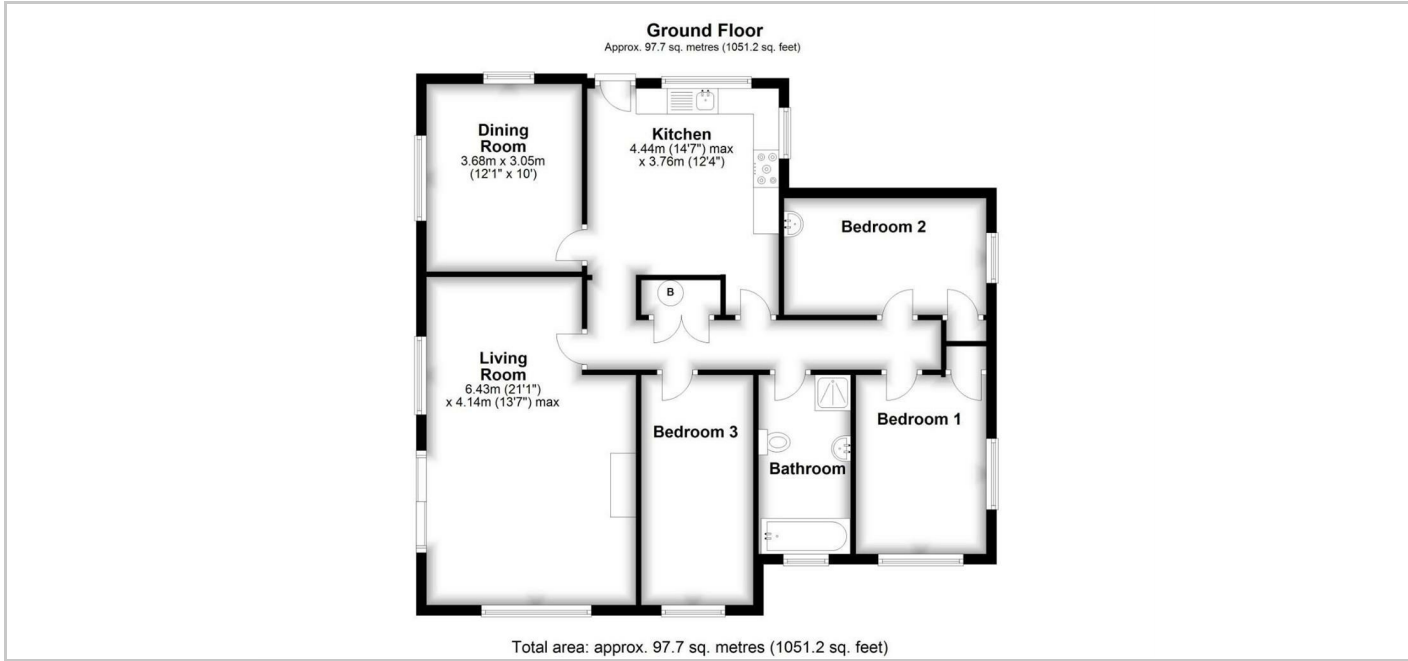 Ground Floor
Approx. 97.7 sq. metres (1051.2 sq. feet)
Dining
Room
3.68m x 3.05m
(12'1" x 10')
Kitchen
4.44m (14'7") max
x 3.76m (12'4")
Bedroom 2
B
Living
Room
6.43m (21'1")
x 4.14m (13'7") max
Bedroom 3
Bathroom
Bedroom 1
Total area: approx. 97.7 sq. metres (1051.2 sq. feet)